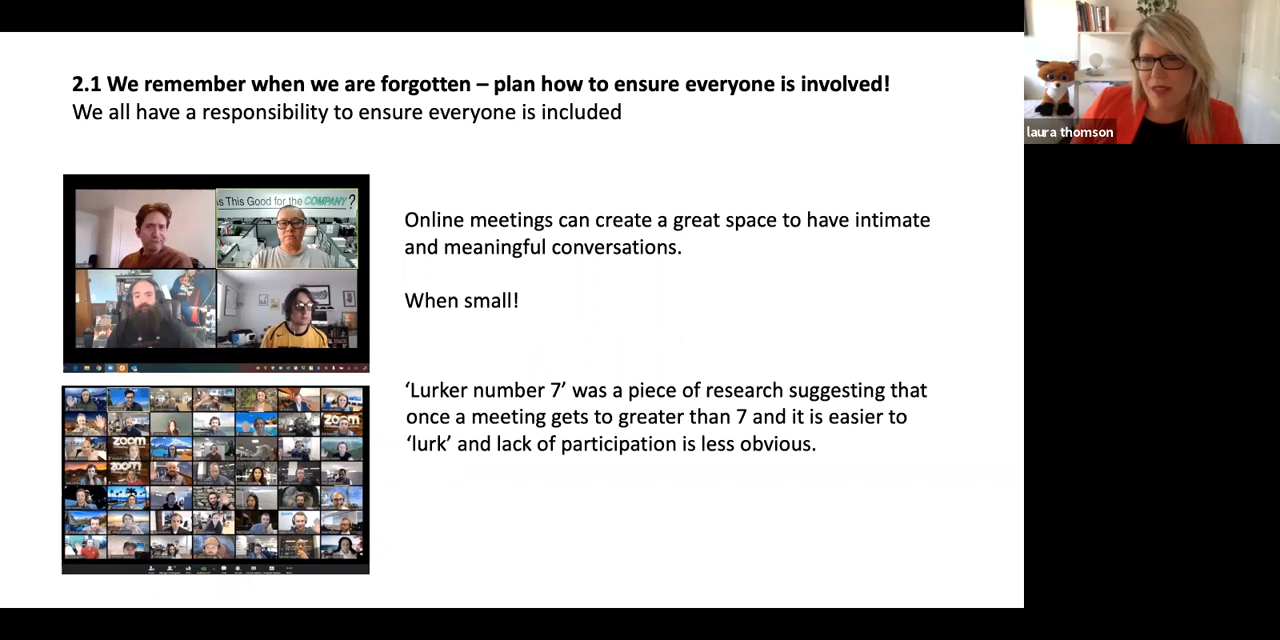 2.1 We remember when we are forgotten – plan how to ensure everyone is involved!
We all have a responsibility to ensure everyone is included
laura thomson
s This Good for the COMPANY?
Online meetings can create a great space to have intimate
and meaningful conversations.
When small!
‘Lurker number 7’ was a piece of research suggesting that
once a meeting gets to greater than 7 and it is easier to
‘lurk’ and lack of participation is less obvious.
zoom
zoom
zoom
zoom